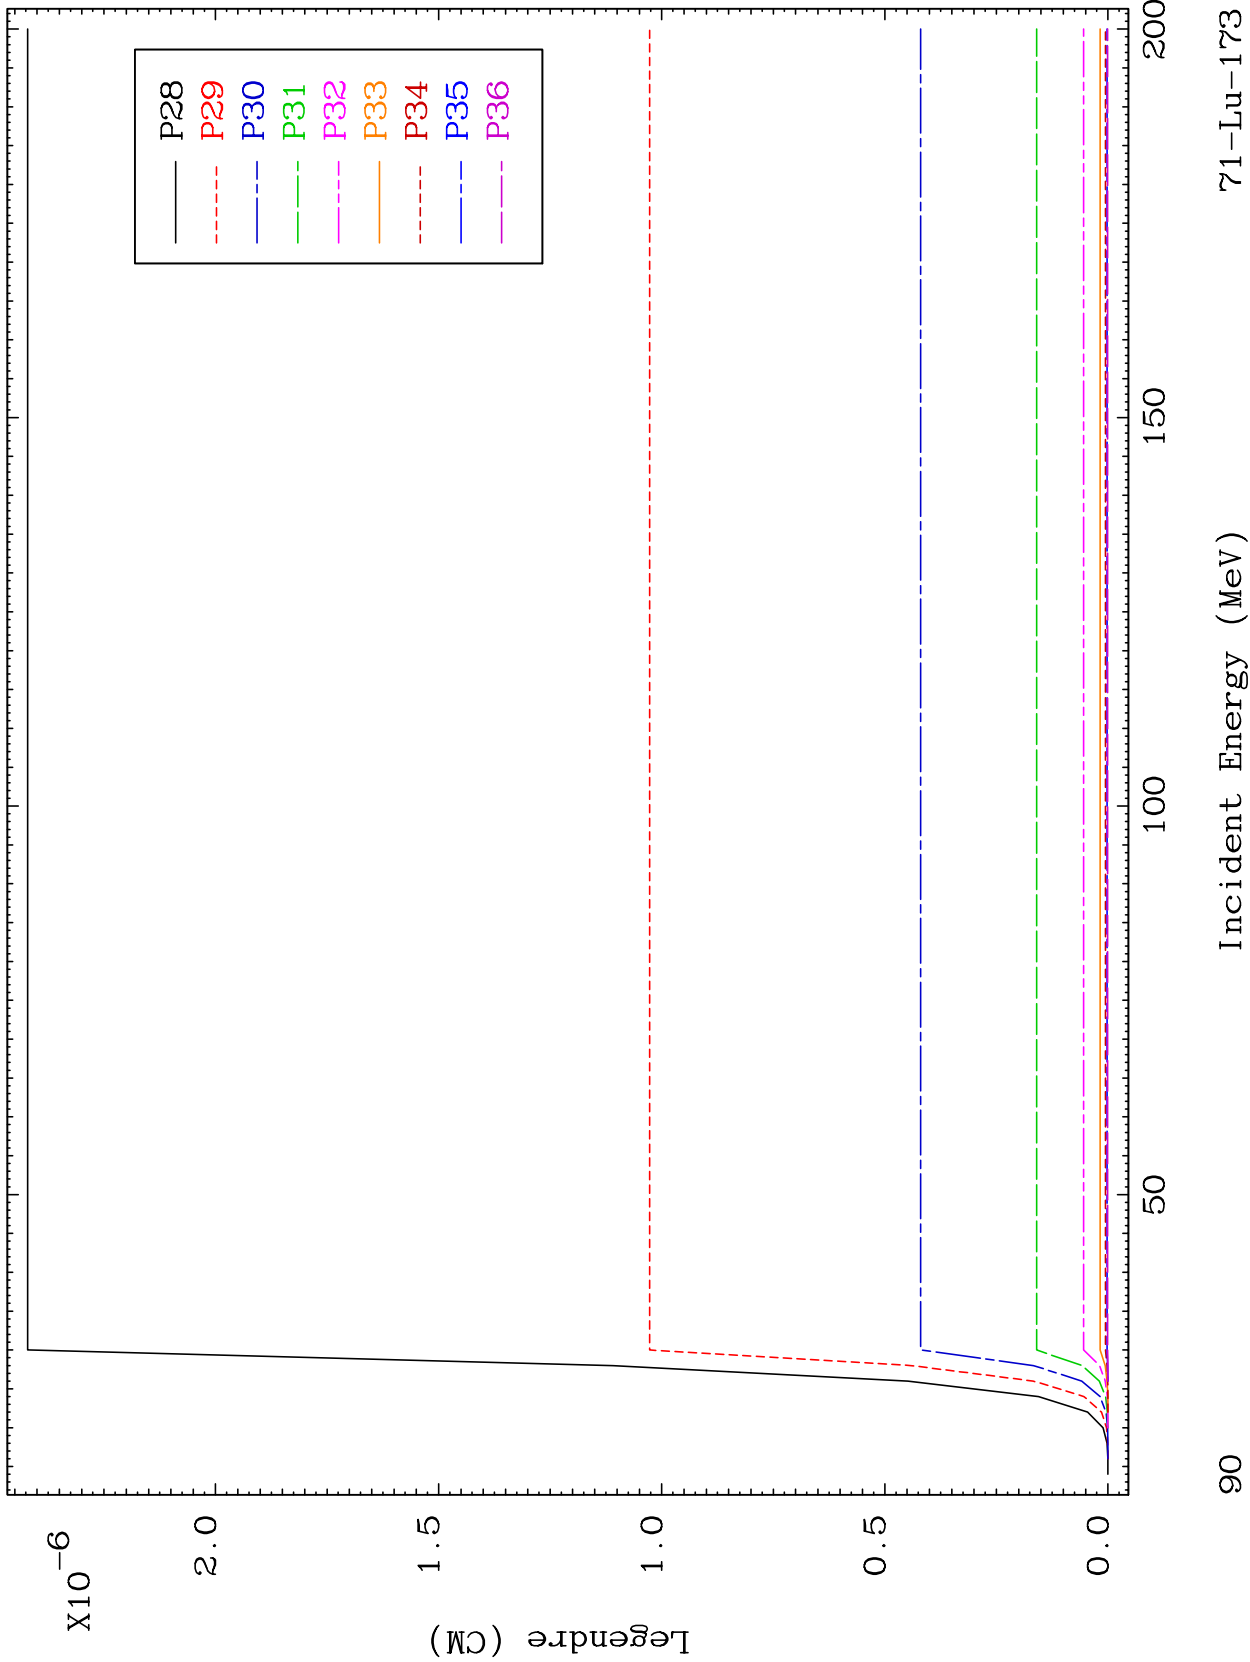 X10-6
2.0
1.5
1.0
0.5
0.0
Legendre (CM)
P28
P29
P30
P31
P32
P33
P34
P35
P36
50
100
150
200
Incident Energy (MeV)
90
71-Lu-173